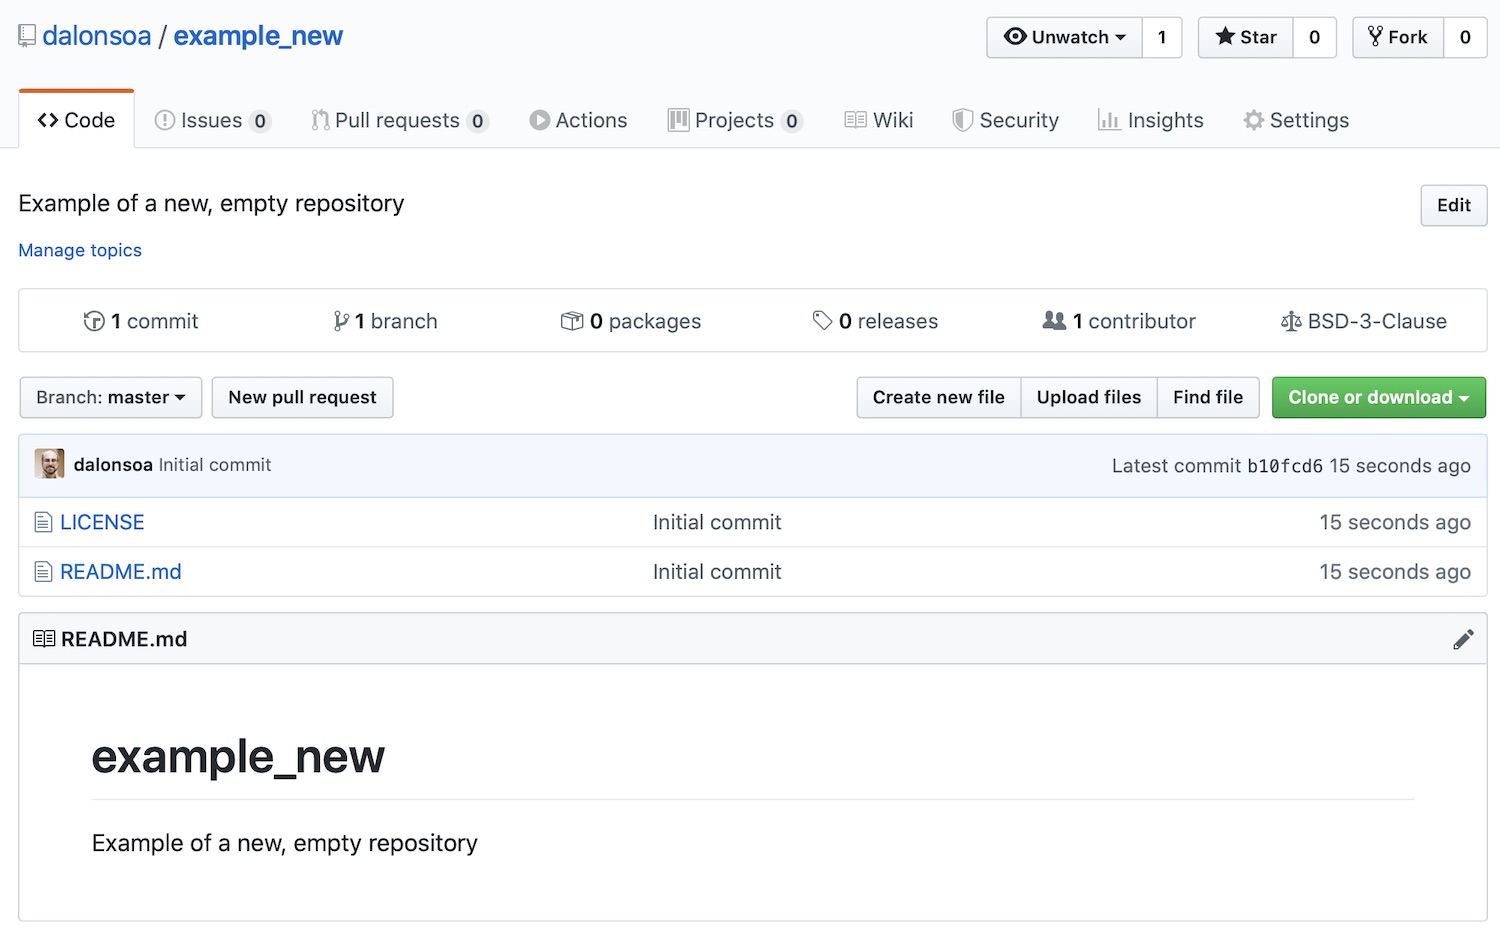 dalonsoa / example_new Unwatch 1 Star 0 Fork 0
Code Issues 0 Pull requests 0 Actions Projects 0 Wiki Security Insights Settings
Example of a new, empty repository Edit
Manage topics
1 commit 1 branch 0 packages 0 releases 1 contributor BSD-3-Clause
Branch: master New pull request Create new file Upload files Find file Clone or download
dalonsoa Initial commit Latest commit b10fcd6 15 seconds ago
LICENSE Initial commit 15 seconds ago
README.md Initial commit 15 seconds ago
README.md
example_new
Example of a new, empty repository